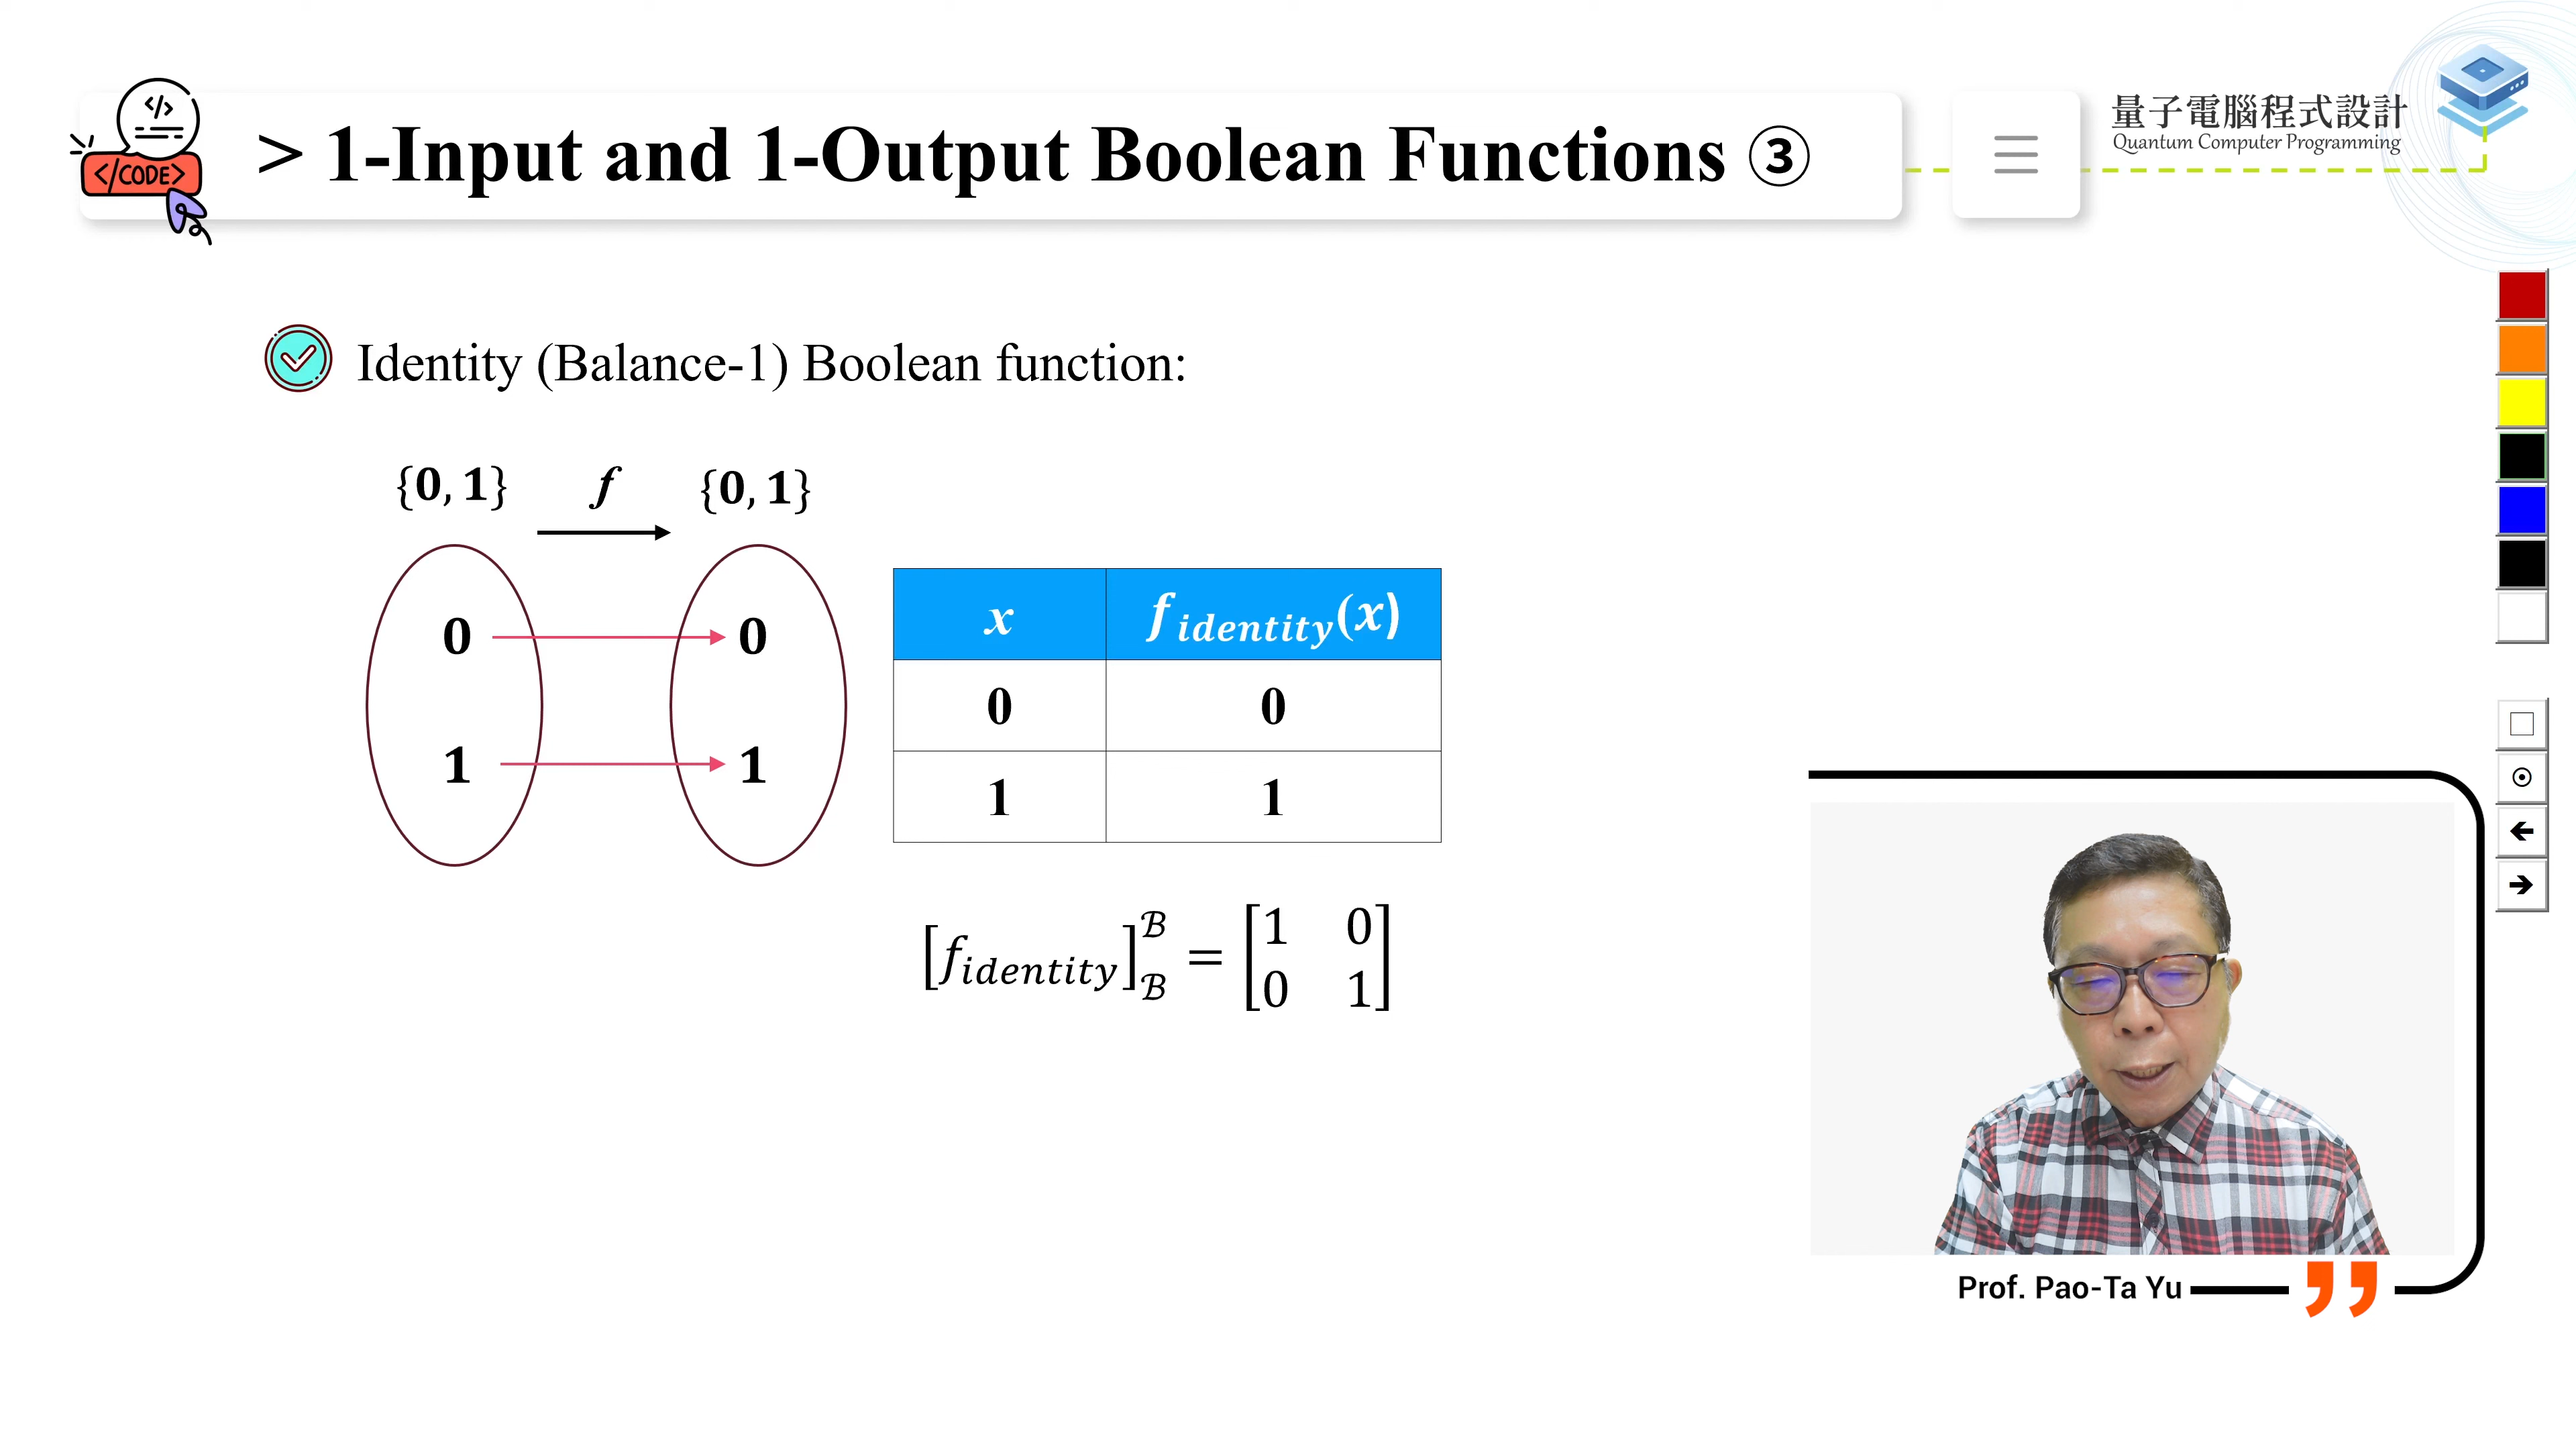 </>
</CODE>
> 1-Input and 1-Output Boolean Functions ③
量子電腦程式設計
Quantum Computer Programming
Identity (Balance-1) Boolean function:
{0, 1} f {0, 1}
0 0
1 1
x f_identity(x)
0 0
1 1
[f_identity]_ℬ^ℬ = [1 0
0 1]
Prof. Pao-Ta Yu